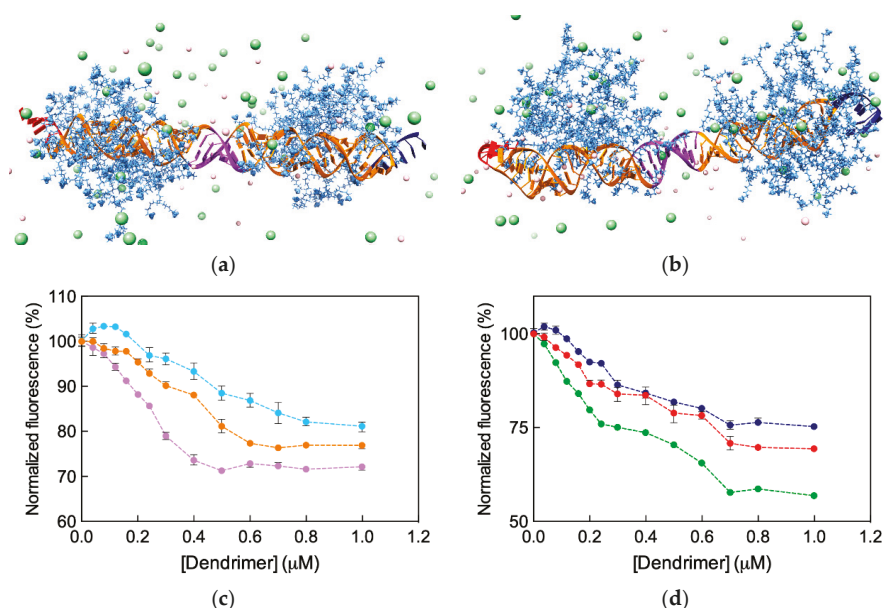 (a)
(b)
110
100
90
80
70
60
Normalized fluorescence (%)
0.0 0.2 0.4 0.6 0.8 1.0 1.2
[Dendrimer] (μM)
(c)
100
75
50
Normalized fluorescence (%)
0.0 0.2 0.4 0.6 0.8 1.0 1.2
[Dendrimer] (μM)
(d)